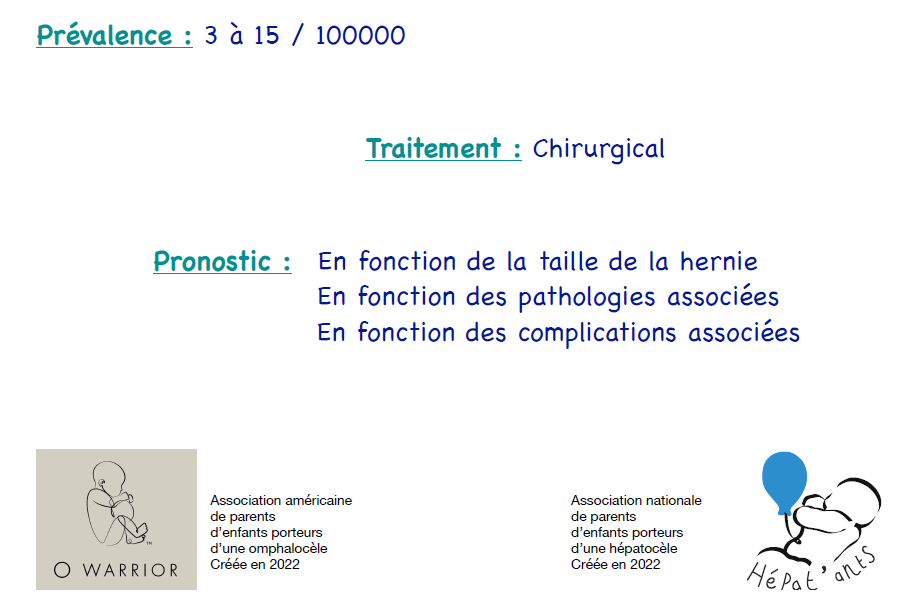 Prévalence : 3 à 15 / 100000
Traitement : Chirurgical
Pronostic : En fonction de la taille de la hernie
En fonction des pathologies associées
En fonction des complications associées
Association américaine
de parents
d'enfants porteurs
d'une omphalocèle
Créée en 2022
O WARRIOR
TM
Association nationale
de parents
d'enfants porteurs
d'une hépatocèle
Créée en 2022
Hépat'ants